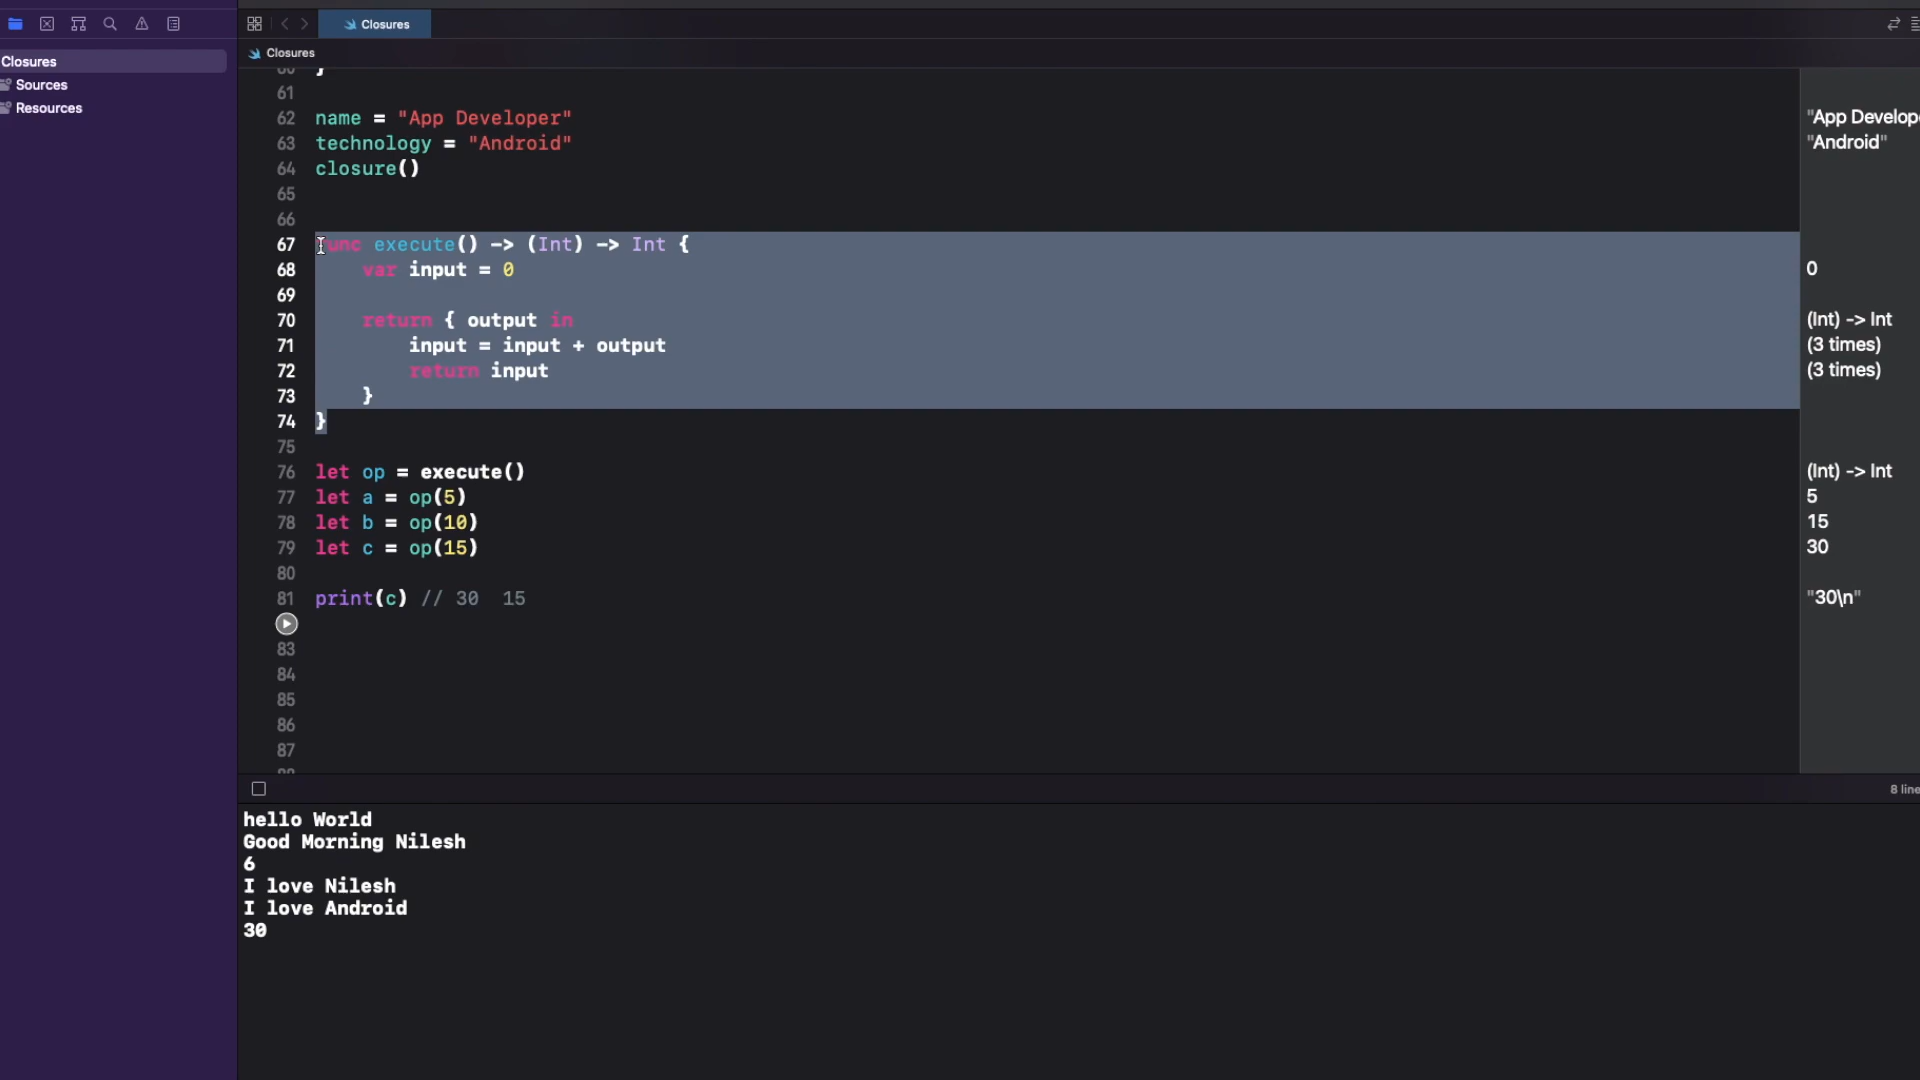 Closures
Closures
Closures
Sources
Resources
61
62 name = "App Developer"
"App Develop
63 technology = "Android"
"Android"
64 closure()
65
66
67 func execute() -> (Int) -> Int {
68 var input = 0
0
69
70 return { output in
(Int) -> Int
71 input = input + output
(3 times)
72 return input
(3 times)
73 }
74 }
75
76 let op = execute()
(Int) -> Int
77 let a = op(5)
5
78 let b = op(10)
15
79 let c = op(15)
30
80
81 print(c) // 30  15
"30\n"
83
84
85
86
87
8 line
hello World
Good Morning Nilesh
6
I love Nilesh
I love Android
30